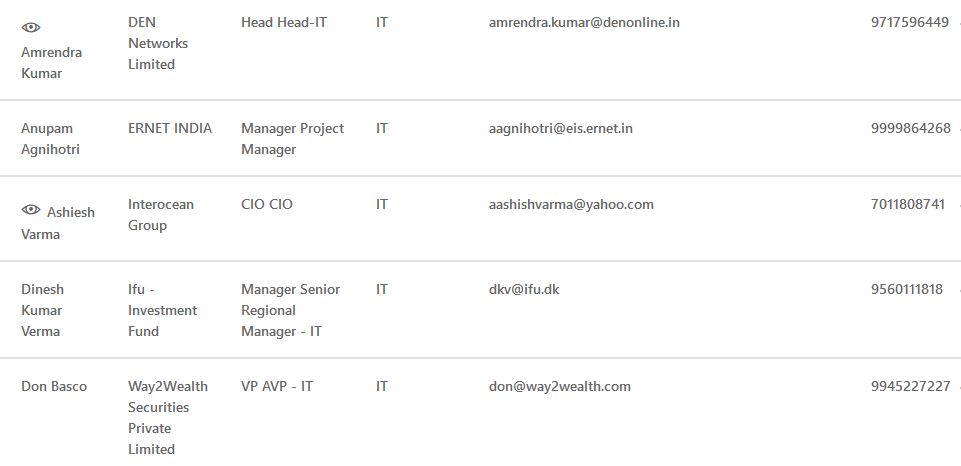 Amrendra Kumar DEN Networks Limited Head Head-IT IT amrendra.kumar@denonline.in 9717596449
Anupam Agnihotri ERNET INDIA Manager Project Manager IT aagnihotri@eis.ernet.in 9999864268
Ashiesh Varma Interocean Group CIO CIO IT aashishvarma@yahoo.com 7011808741
Dinesh Kumar Verma Ifu - Investment Fund Manager Senior Regional Manager - IT IT dkv@ifu.dk 9560111818
Don Basco Way2Wealth Securities Private Limited VP AVP - IT IT don@way2wealth.com 9945227227